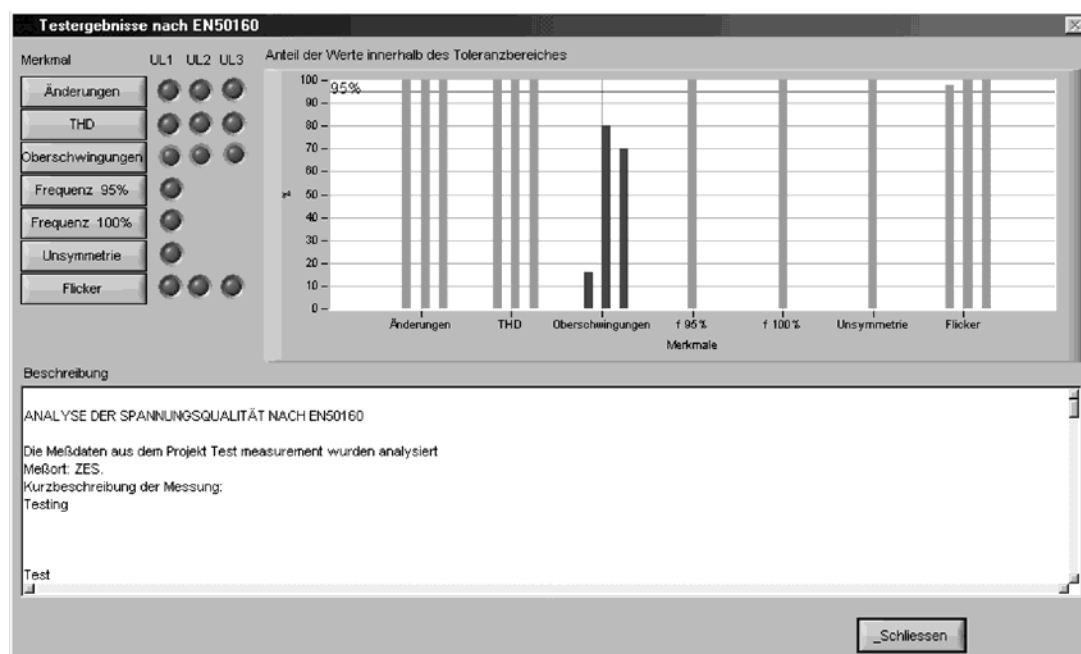 Testergebnisse nach EN50160
Merkmal UL1 UL2 UL3
Änderungen
THD
Oberschwingungen
Frequenz 95%
Frequenz 100%
Unsymmetrie
Flicker
Anteil der Werte innerhalb des Toleranzbereiches
95%
100
90
80
70
60
50
40
30
20
10
0
Änderungen THD Oberschwingungen f 95% f 100% Unsymmetrie Flicker
Merkmale
Beschreibung
ANALYSE DER SPANNUNGSQUALITÄT NACH EN50160
Die Meßdaten aus dem Projekt Test measurement wurden analysiert
Meßort: ZES.
Kurzbeschreibung der Messung:
Testing
Test
_Schliessen